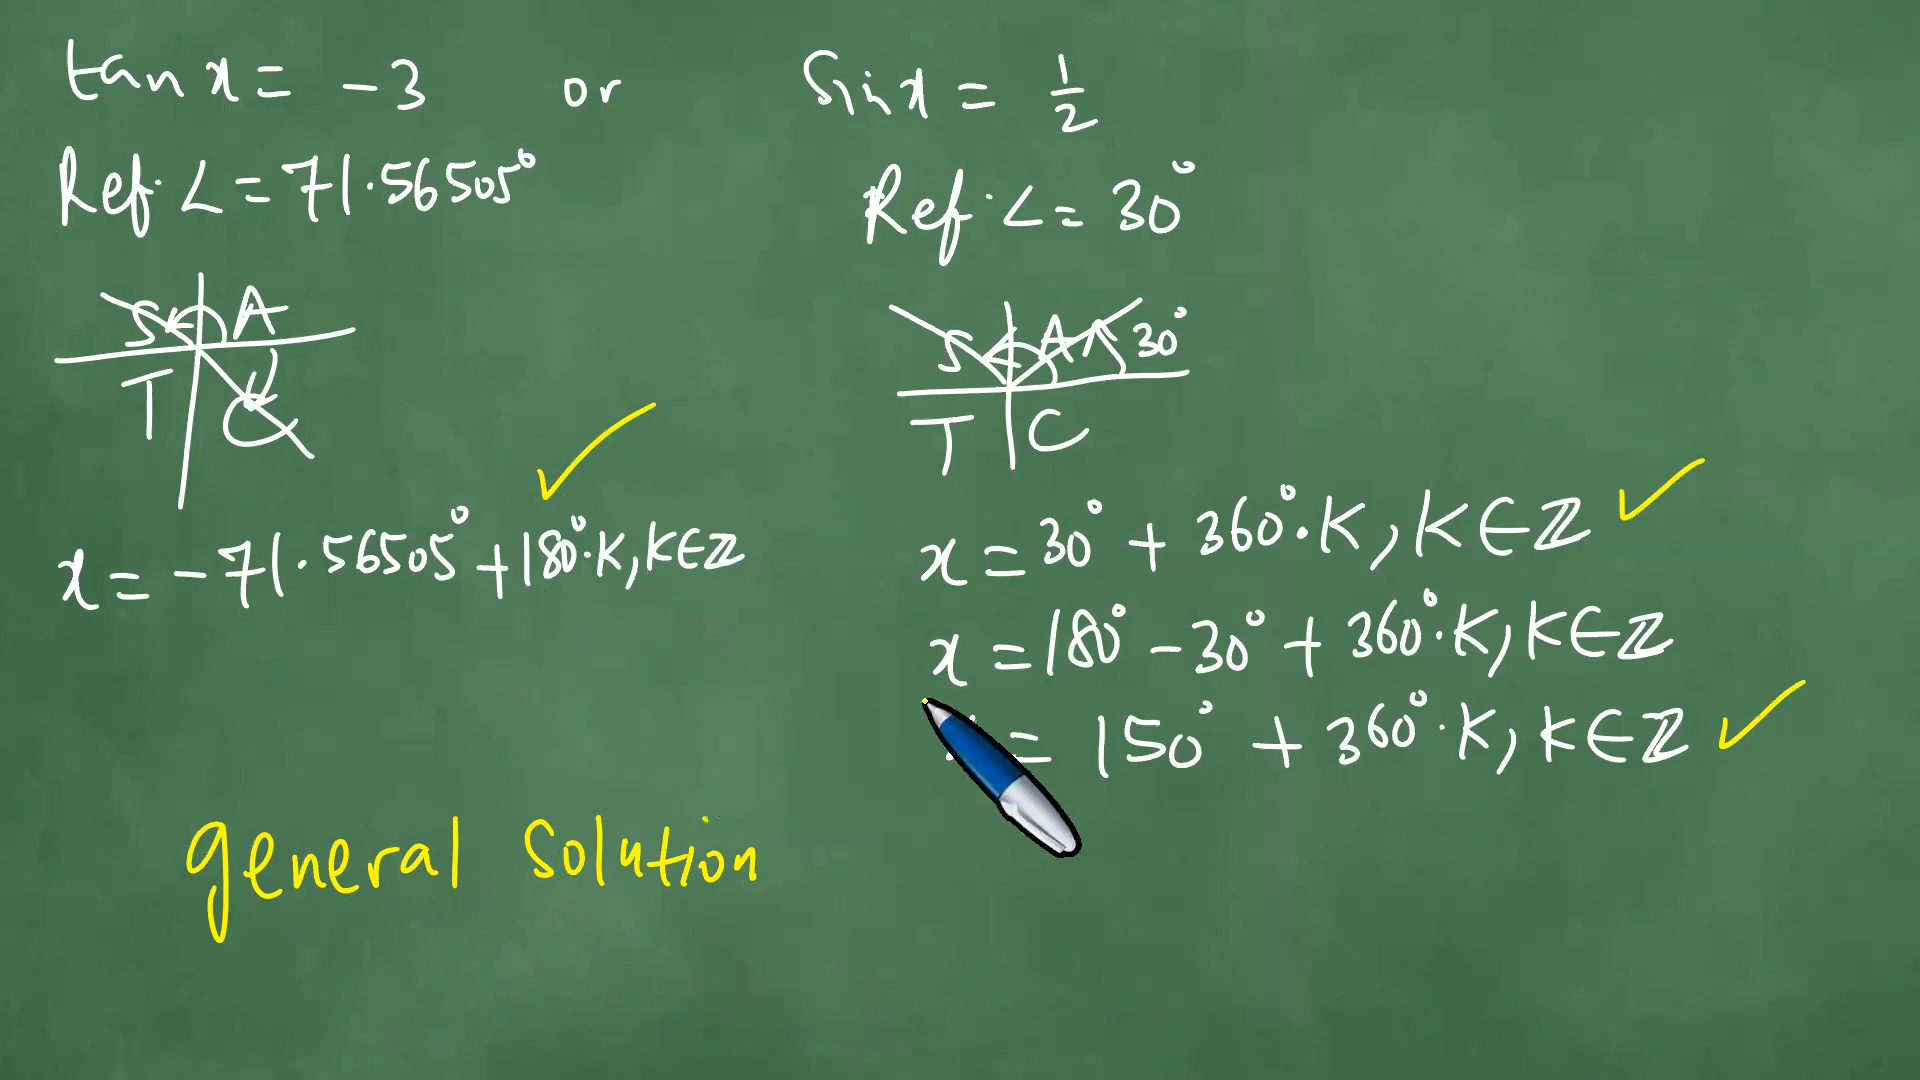 tan x = -3 or sin x = 1/2
Ref. ∠ = 71.56505°
Ref. ∠ = 30°
S A
T C
S A 30°
T C
x = -71.56505° + 180°·K, K∈ℤ
x = 30° + 360°·K, K∈ℤ
x = 180° - 30° + 360°·K, K∈ℤ
= 150° + 360°·K, K∈ℤ
general solution